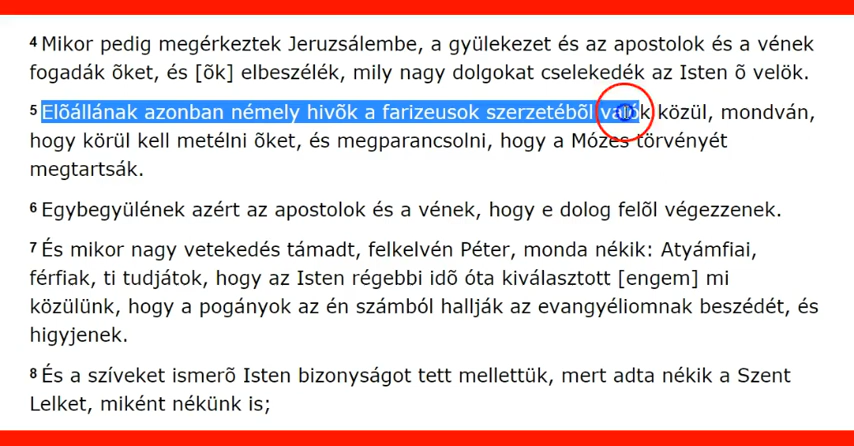 4 Mikor pedig megérkeztek Jeruzsálembe, a gyülekezet és az apostolok és a vének
fogadák õket, és [õk] elbeszélék, mily nagy dolgokat cselekedék az Isten õ velök.
5 Elõállának azonban némely hivõk a farizeusok szerzetébõl valók közül, mondván,
hogy körül kell metélni õket, és megparancsolni, hogy a Mózes törvényét
megtartsák.
6 Egybegyülének azért az apostolok és a vének, hogy e dolog felõl végezzenek.
7 És mikor nagy vetekedés támadt, felkelvén Péter, monda nékik: Atyámfiai,
férfiak, ti tudjátok, hogy az Isten régebbi idõ óta kiválasztott [engem] mi
közülünk, hogy a pogányok az én számból hallják az evangyéliomnak beszédét, és
higyjenek.
8 És a szíveket ismerõ Isten bizonyságot tett mellettük, mert adta nékik a Szent
Lelket, miként nékünk is;